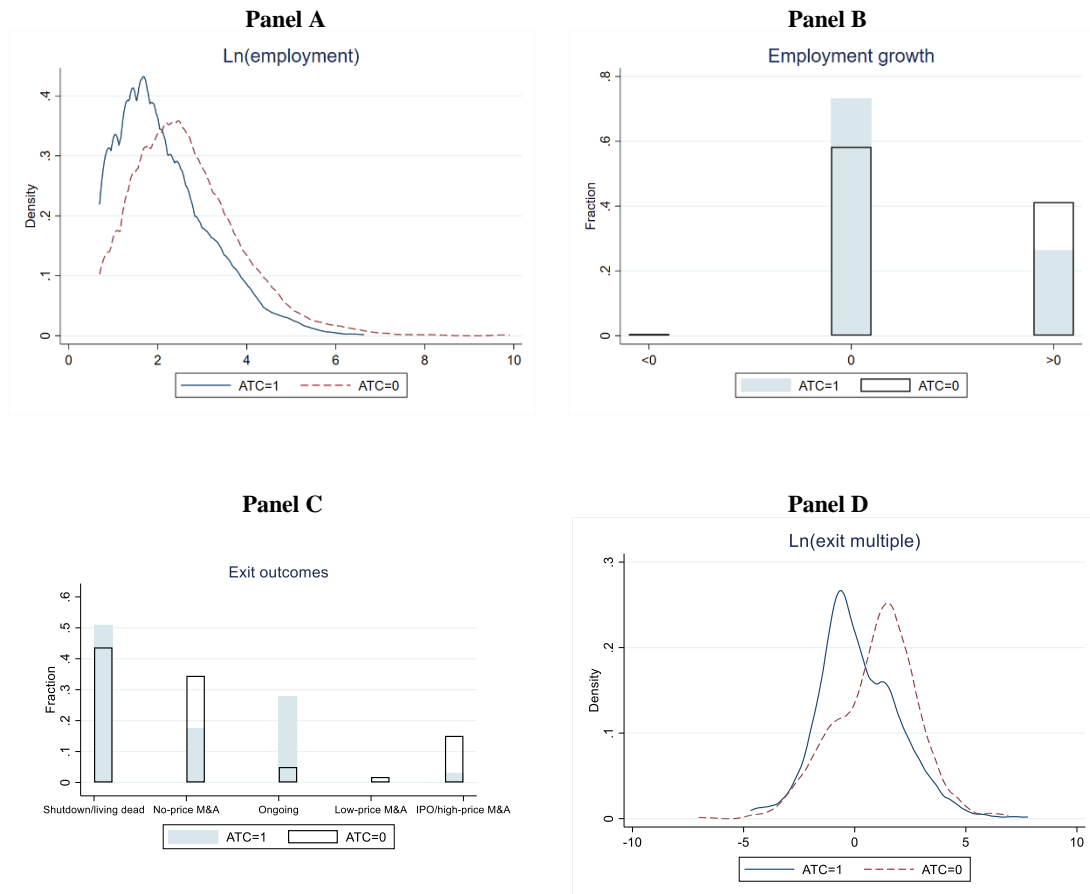 Panel A
Ln(employment)
Density
.4
.3
.2
.1
0
0 2 4 6 8 10
ATC=1 ATC=0
Panel B
Employment growth
Fraction
.8
.6
.4
.2
0
<0 0 >0
ATC=1 ATC=0
Panel C
Exit outcomes
Fraction
.6
.5
.4
.3
.2
.1
0
Shutdown/living dead No-price M&A Ongoing Low-price M&A IPO/high-price M&A
ATC=1 ATC=0
Panel D
Ln(exit multiple)
Density
.3
.2
.1
0
-10 -5 0 5 10
ATC=1 ATC=0